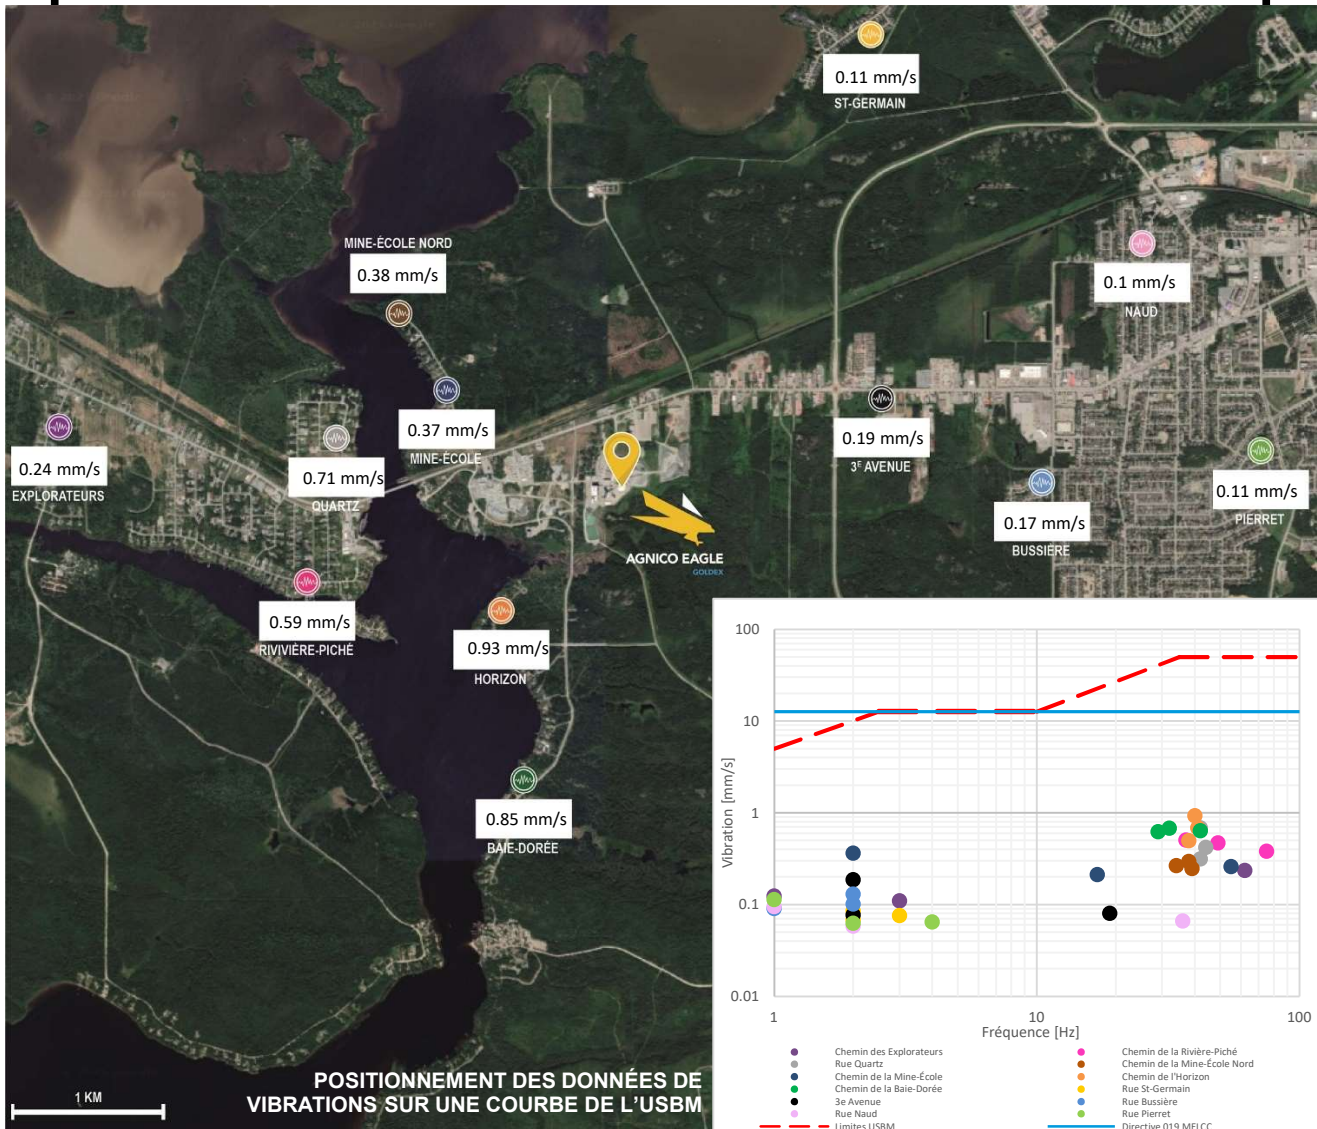 0.11 mm/s
ST-GERMAIN
MINE-ÉCOLE NORD
0.38 mm/s
0.1 mm/s
NAUD
0.24 mm/s
EXPLORATEURS
0.37 mm/s
MINE-ÉCOLE
0.71 mm/s
QUARTZ
0.19 mm/s
3E AVENUE
0.11 mm/s
PIERRET
0.17 mm/s
BUSSIÈRE
AGNICO EAGLE
GOLDEX
0.59 mm/s
RIVIVIÈRE-PICHÉ
0.93 mm/s
HORIZON
0.85 mm/s
BAIE-DORÉE
POSITIONNEMENT DES DONNÉES DE
VIBRATIONS SUR UNE COURBE DE L'USBM
1 KM
100
10
1
0.1
0.01
Vibration [mm/s]
1
10
100
Fréquence [Hz]
Chemin des Explorateurs
Chemin de la Rivière-Piché
Rue Quartz
Chemin de la Mine-École Nord
Chemin de la Mine-École
Chemin de l'Horizon
Chemin de la Baie-Dorée
Rue St-Germain
3e Avenue
Rue Bussière
Rue Naud
Rue Pierret
Limites USBM
Directive 019 MELCC